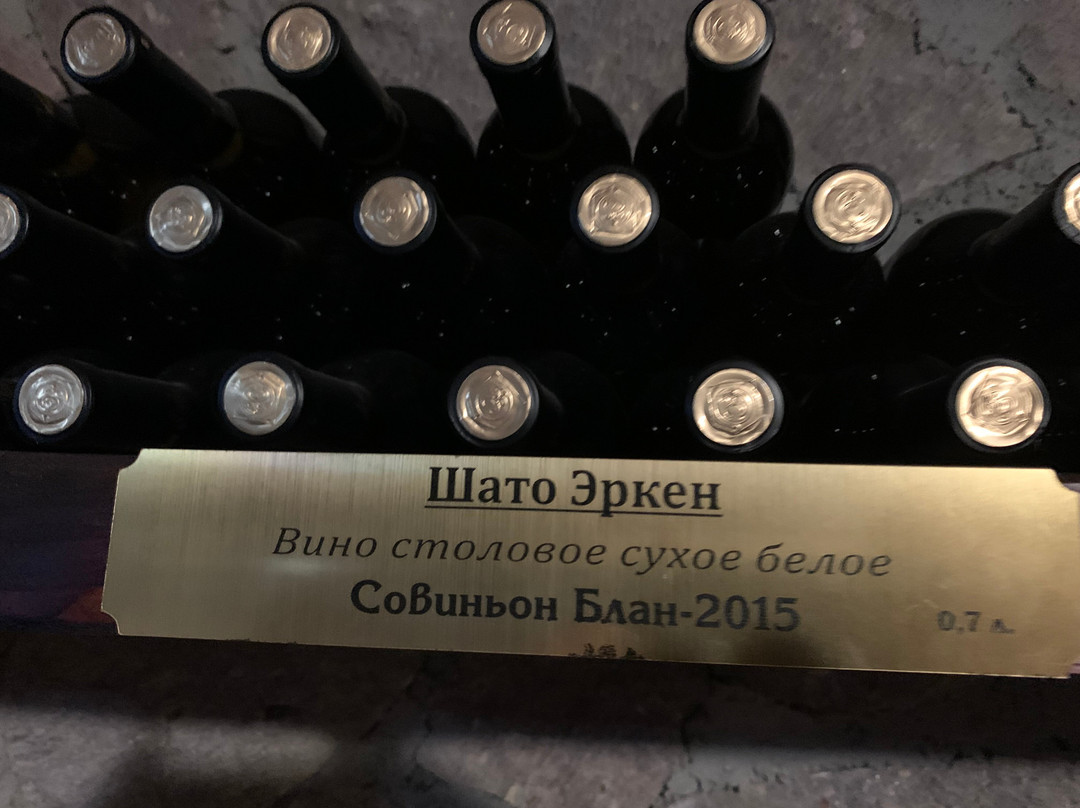 Шато Эркен
Вино столовое сухое белое
Совиньон Блан-2015
0,7 л.